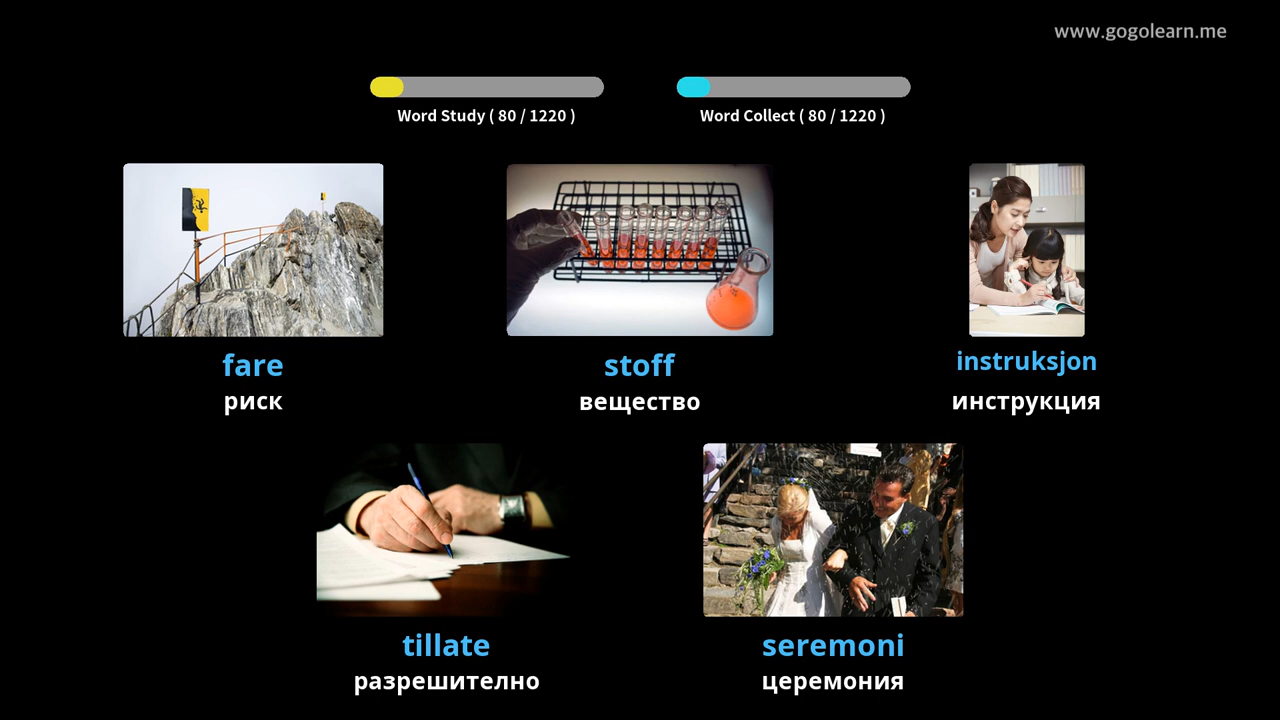 www.gogolearn.me
Word Study ( 80 / 1220 )
Word Collect ( 80 / 1220 )
fare
риск
stoff
вещество
instruksjon
инструкция
tillate
разрешително
seremoni
церемония